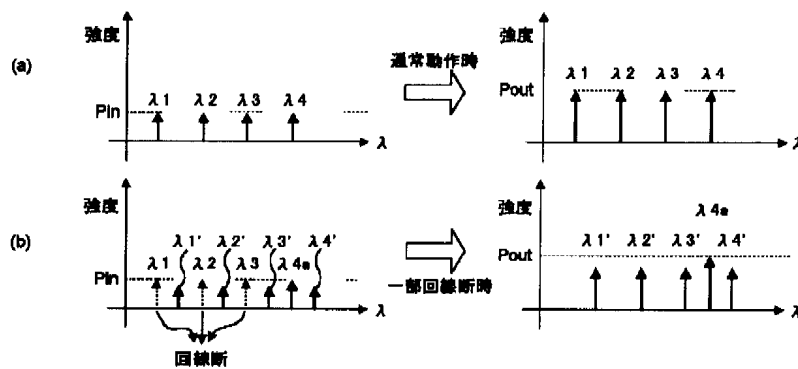 (a)
強度
Pin
λ1 λ2 λ3 λ4
λ
通常動作時
強度
Pout
λ1 λ2 λ3 λ4
λ
(b)
強度
Pin
λ1' λ2' λ3' λ4'
λ1 λ2 λ3 λ4a
λ
回線断
一部回線断時
強度
Pout
λ4a
λ1' λ2' λ3' λ4'
λ